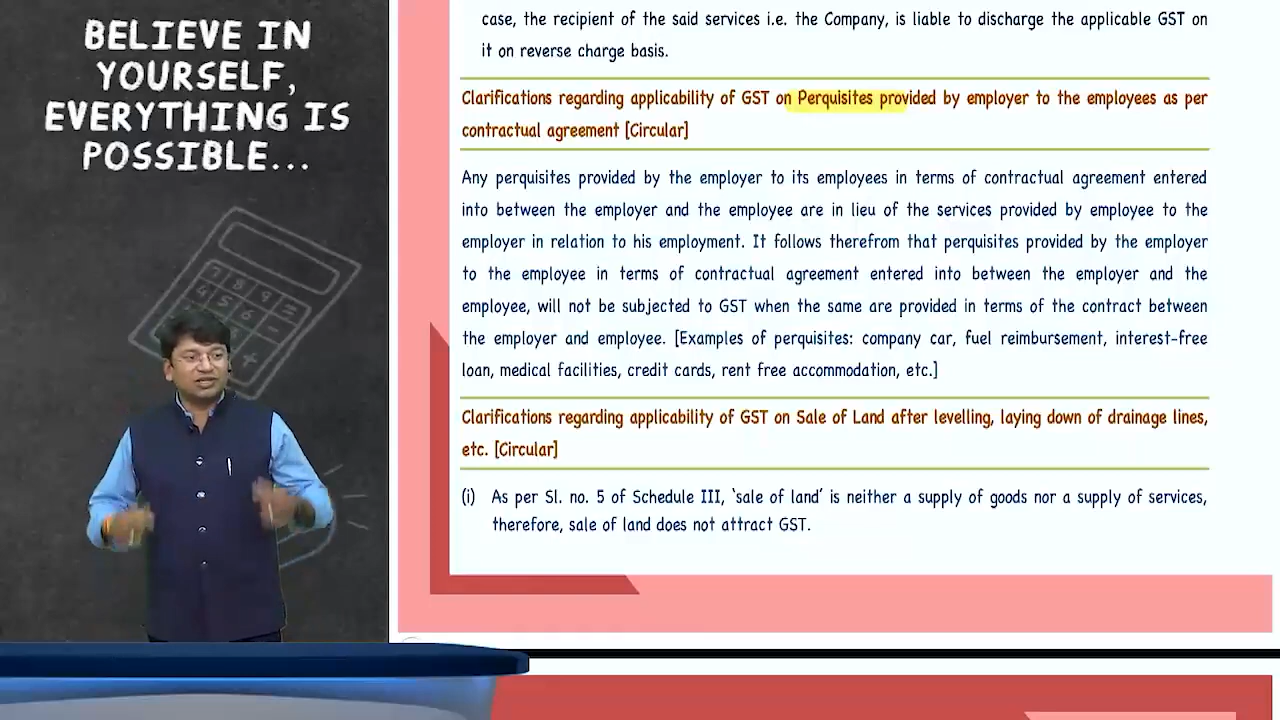 BELIEVE IN
YOURSELF,
EVERYTHING IS
POSSIBLE...
case, the recipient of the said services i.e. the Company, is liable to discharge the applicable GST on
it on reverse charge basis.
Clarifications regarding applicability of GST on Perquisites provided by employer to the employees as per
contractual agreement [Circular]
Any perquisites provided by the employer to its employees in terms of contractual agreement entered
into between the employer and the employee are in lieu of the services provided by employee to the
employer in relation to his employment. It follows therefrom that perquisites provided by the employer
to the employee in terms of contractual agreement entered into between the employer and the
employee, will not be subjected to GST when the same are provided in terms of the contract between
the employer and employee. [Examples of perquisites: company car, fuel reimbursement, interest-free
loan, medical facilities, credit cards, rent free accommodation, etc.]
Clarifications regarding applicability of GST on Sale of Land after levelling, laying down of drainage lines,
etc. [Circular]
(i) As per Sl. no. 5 of Schedule III, 'sale of land' is neither a supply of goods nor a supply of services,
therefore, sale of land does not attract GST.